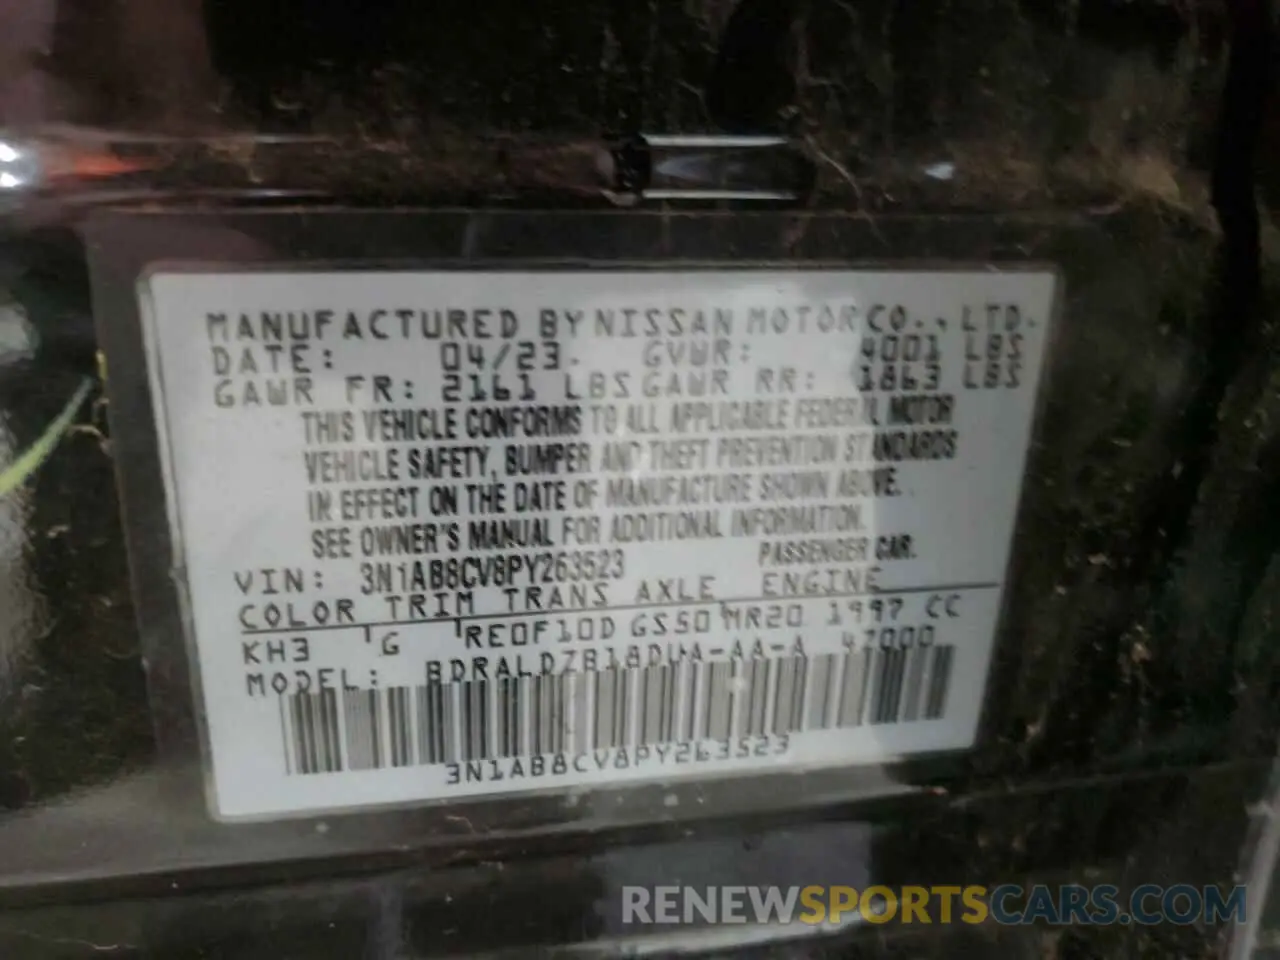 MANUFACTURED BY NISSAN MOTOR CO., LTD.
DATE: 04/23. GVWR: 4001 LBS
GAWR FR: 2161 LBS GAWR RR: 1863 LBS
THIS VEHICLE CONFORMS TO ALL APPLICABLE FEDERAL MOTOR
VEHICLE SAFETY, BUMPER AND THEFT PREVENTION STANDARDS
IN EFFECT ON THE DATE OF MANUFACTURE SHOWN ABOVE.
SEE OWNER'S MANUAL FOR ADDITIONAL INFORMATION.
VIN: 3N1AB8CV8PY263523 PASSENGER CAR.
COLOR TRIM TRANS AXLE ENGINE
KH3 G RE0F10D GS50 MR20 1997 CC
MODEL: 47000
3N1AB8CV8PY263523
RENEWSPORTSCARS.COM